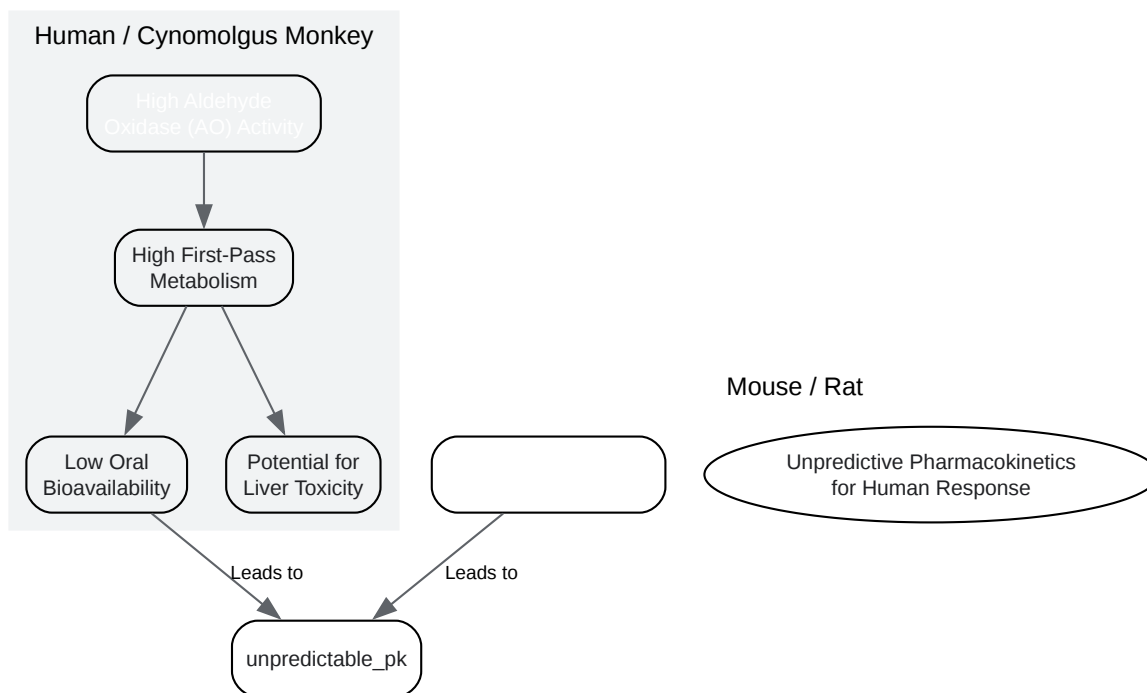 Human / Cynomolgus Monkey
High Aldehyde
Oxidase (AO) Activity
High First-Pass
Metabolism
Mouse / Rat
Low Oral
Bioavailability
Potential for
Liver Toxicity
Unpredictive Pharmacokinetics
for Human Response
Leads to
Leads to
unpredictable_pk